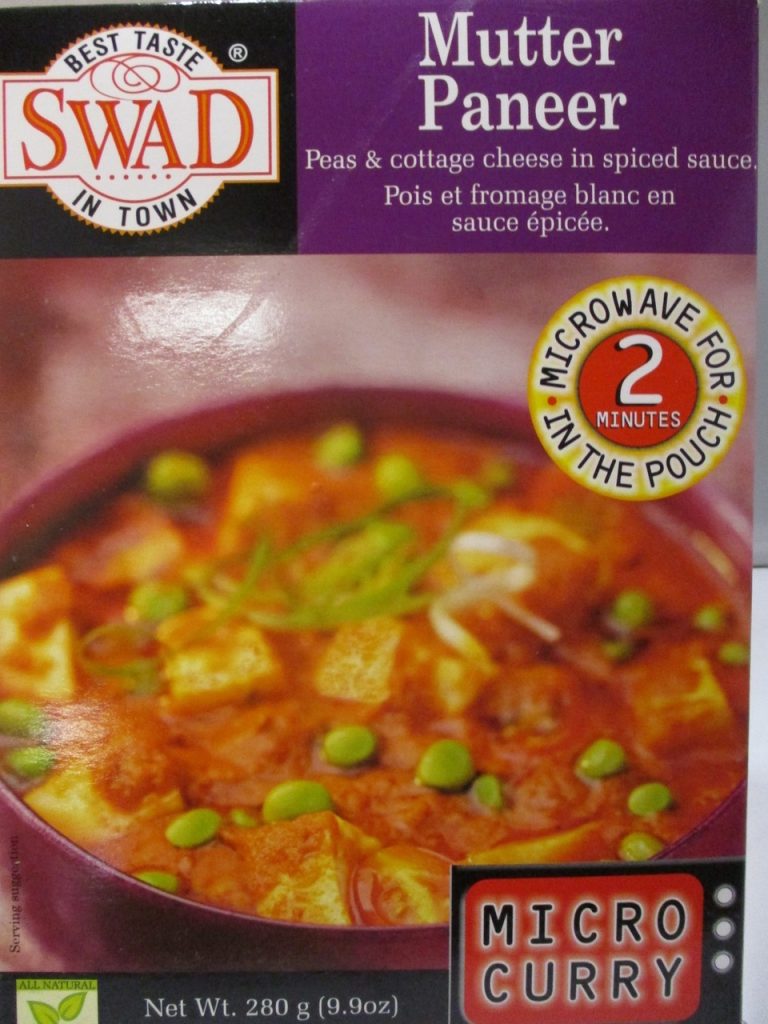 BEST TASTE
SWAD
®
IN TOWN
Mutter
Paneer
Peas & cottage cheese in spiced sauce.
Pois et fromage blanc en
sauce épicée.
MICROWAVE FOR
2
MINUTES
IN THE POUCH
Serving suggestion
MICRO
CURRY
ALL NATURAL
Net Wt. 280 g (9.9oz)